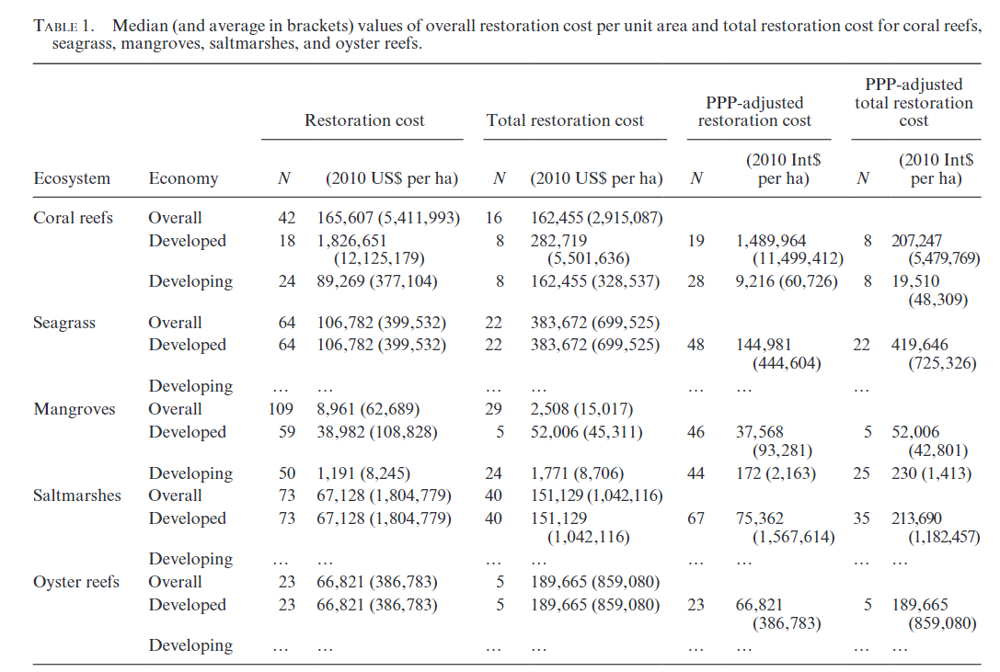 TABLE 1. Median (and average in brackets) values of overall restoration cost per unit area and total restoration cost for coral reefs,
seagrass, mangroves, saltmarshes, and oyster reefs.
PPP-adjusted
PPP-adjusted total restoration
Restoration cost Total restoration cost restoration cost cost
(2010 Int$ (2010 Int$
Ecosystem Economy N (2010 US$ per ha) N (2010 US$ per ha) N per ha) N per ha)
Coral reefs Overall 42 165,607 (5,411,993) 16 162,455 (2,915,087)
Developed 18 1,826,651 8 282,719 19 1,489,964 8 207,247
(12,125,179) (5,501,636) (11,499,412) (5,479,769)
Developing 24 89,269 (377,104) 8 162,455 (328,537) 28 9,216 (60,726) 8 19,510
(48,309)
Seagrass Overall 64 106,782 (399,532) 22 383,672 (699,525)
Developed 64 106,782 (399,532) 22 383,672 (699,525) 48 144,981 22 419,646
(444,604) (725,326)
Developing … … … … … … …
Mangroves Overall 109 8,961 (62,689) 29 2,508 (15,017)
Developed 59 38,982 (108,828) 5 52,006 (45,311) 46 37,568 5 52,006
(93,281) (42,801)
Developing 50 1,191 (8,245) 24 1,771 (8,706) 44 172 (2,163) 25 230 (1,413)
Saltmarshes Overall 73 67,128 (1,804,779) 40 151,129 (1,042,116)
Developed 73 67,128 (1,804,779) 40 151,129 67 75,362 35 213,690
(1,042,116) (1,567,614) (1,182,457)
Developing … … … … … … … …
Oyster reefs Overall 23 66,821 (386,783) 5 189,665 (859,080)
Developed 23 66,821 (386,783) 5 189,665 (859,080) 23 66,821 5 189,665
(386,783) (859,080)
Developing … … … … … … … …